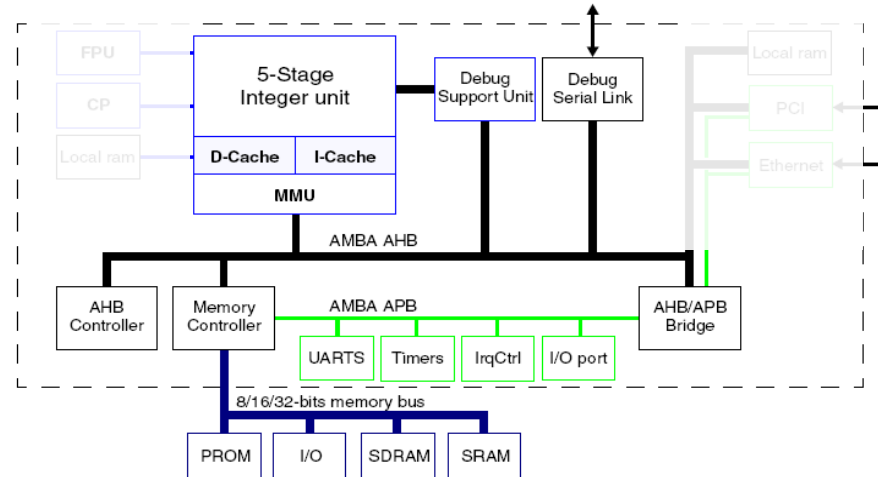 FPU
CP
Local ram
5-Stage
Integer unit
D-Cache
I-Cache
MMU
Debug
Support Unit
Debug
Serial Link
Local ram
PCI
Ethernet
AMBA AHB
AHB
Controller
Memory
Controller
AMBA APB
AHB/APB
Bridge
UARTS
Timers
IrqCtrl
I/O port
8/16/32-bits memory bus
PROM
I/O
SDRAM
SRAM